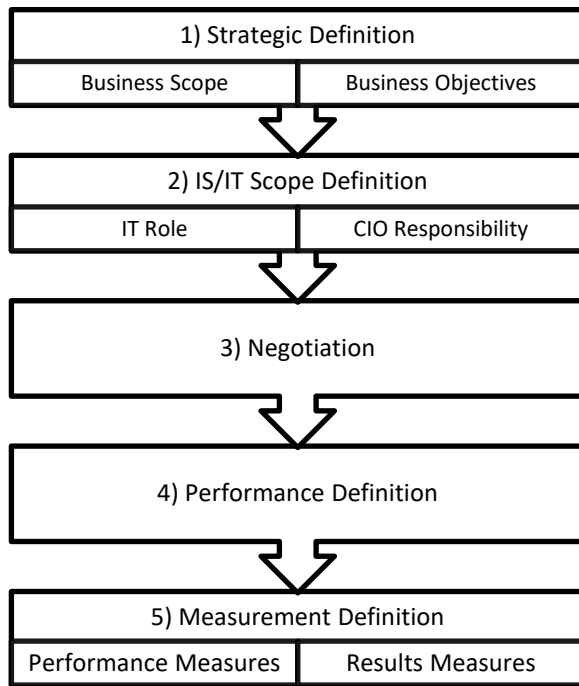 1) Strategic Definition
Business Scope
Business Objectives
2) IS/IT Scope Definition
IT Role
CIO Responsibility
3) Negotiation
4) Performance Definition
5) Measurement Definition
Performance Measures
Results Measures